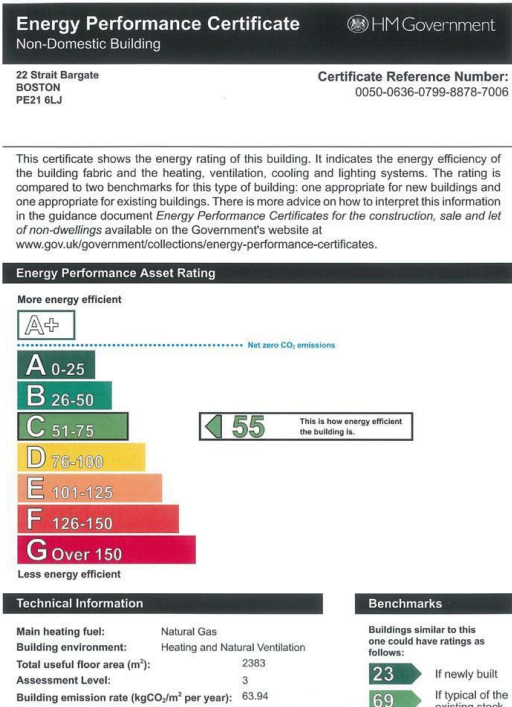 Energy Performance Certificate
HM Government
Non-Domestic Building
22 Strait Bargate
BOSTON
PE21 6LJ
Certificate Reference Number:
0050-0636-0799-8878-7006
This certificate shows the energy rating of this building. It indicates the energy efficiency of
the building fabric and the heating, ventilation, cooling and lighting systems. The rating is
compared to two benchmarks for this type of building: one appropriate for new buildings and
one appropriate for existing buildings. There is more advice on how to interpret this information
in the guidance document Energy Performance Certificates for the construction, sale and let
of non-dwellings available on the Government's website at
www.gov.uk/government/collections/energy-performance-certificates.
Energy Performance Asset Rating
More energy efficient
A+
Net zero CO₂ emissions
A 0-25
B 26-50
C 51-75
55
This is how energy efficient
the building is.
D 76-100
E 101-125
F 126-150
G Over 150
Less energy efficient
Technical Information
Main heating fuel: Natural Gas
Building environment: Heating and Natural Ventilation
Total useful floor area (m²): 2383
Assessment Level: 3
Building emission rate (kgCO₂/m² per year): 63.94
Benchmarks
Buildings similar to this
one could have ratings as
follows:
23 If newly built
69 If typical of the
existing stock